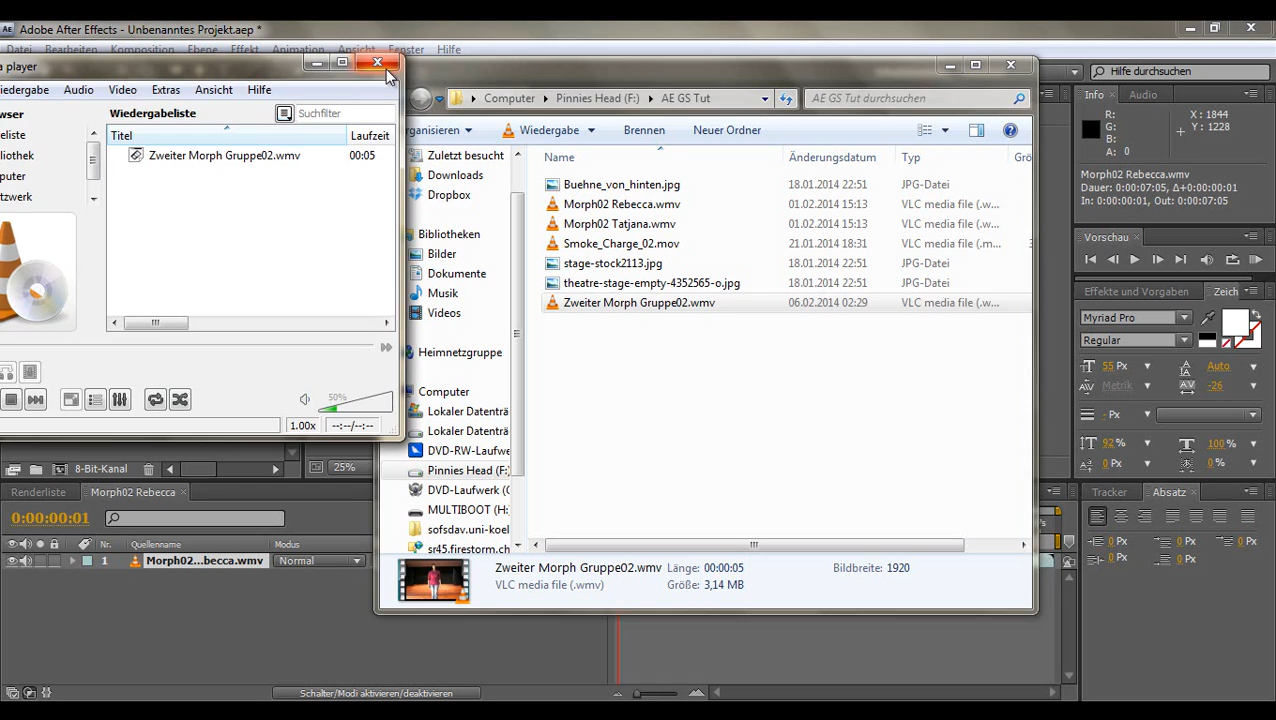 Adobe After Effects - Unbenanntes Projekt.aep *
Datei Bearbeiten Komposition Ebene Effekt Animation Ansicht Fenster Hilfe
a player
iedergabe Audio Video Extras Ansicht Hilfe
wser
eliste
liothek
puter
tzwerk
Wiedergabeliste
Suchfilter
Titel Laufzeit
Zweiter Morph Gruppe02.wmv 00:05
50%
1.00x --:--/--:--
Computer Pinnies Head (F:) AE GS Tut
AE GS Tut durchsuchen
rganisieren Wiedergabe Brennen Neuer Ordner
Zuletzt besucht
Downloads
Dropbox
Bibliotheken
Bilder
Dokumente
Musik
Videos
Heimnetzgruppe
Computer
Lokaler Datenträ
Lokaler Datenträ
DVD-RW-Laufwe
Pinnies Head (F:)
DVD-Laufwerk (
MULTIBOOT (H:
sofsdav.uni-koel
sr45.firestorm.ch
Name Änderungsdatum Typ Grö
Buehne_von_hinten.jpg 18.01.2014 22:51 JPG-Datei
Morph02 Rebecca.wmv 01.02.2014 15:13 VLC media file (.w...
Morph02 Tatjana.wmv 01.02.2014 15:13 VLC media file (.w...
Smoke_Charge_02.mov 21.01.2014 18:31 VLC media file (.m...
stage-stock2113.jpg 18.01.2014 22:51 JPG-Datei
theatre-stage-empty-4352565-o.jpg 18.01.2014 22:51 JPG-Datei
Zweiter Morph Gruppe02.wmv 06.02.2014 02:29 VLC media file (.w...
Zweiter Morph Gruppe02.wmv Länge: 00:00:05 Bildbreite: 1920
VLC media file (.wmv) Größe: 3,14 MB
Hilfe durchsuchen
Info Audio
R: X: 1844
G: Y: 1228
B:
A: 0
Morph02 Rebecca.wmv
Dauer: 0:00:07:05, Δ+0:00:00:01
In: 0:00:00:01, Out: 0:00:07:05
Vorschau
Effekte und Vorgaben Zeich
Myriad Pro
Regular
55 Px Auto
Metrik -26
- Px
92 % 100 %
0 Px 0 %
Tracker Absatz
0 Px 0 Px 0 Px
0 Px 0 Px
8-Bit-Kanal
25%
Renderliste Morph02 Rebecca
0:00:00:01
Nr. Quellenname Modus
1 Morph02...becca.wmv Normal
Schalter/Modi aktivieren/deaktivieren